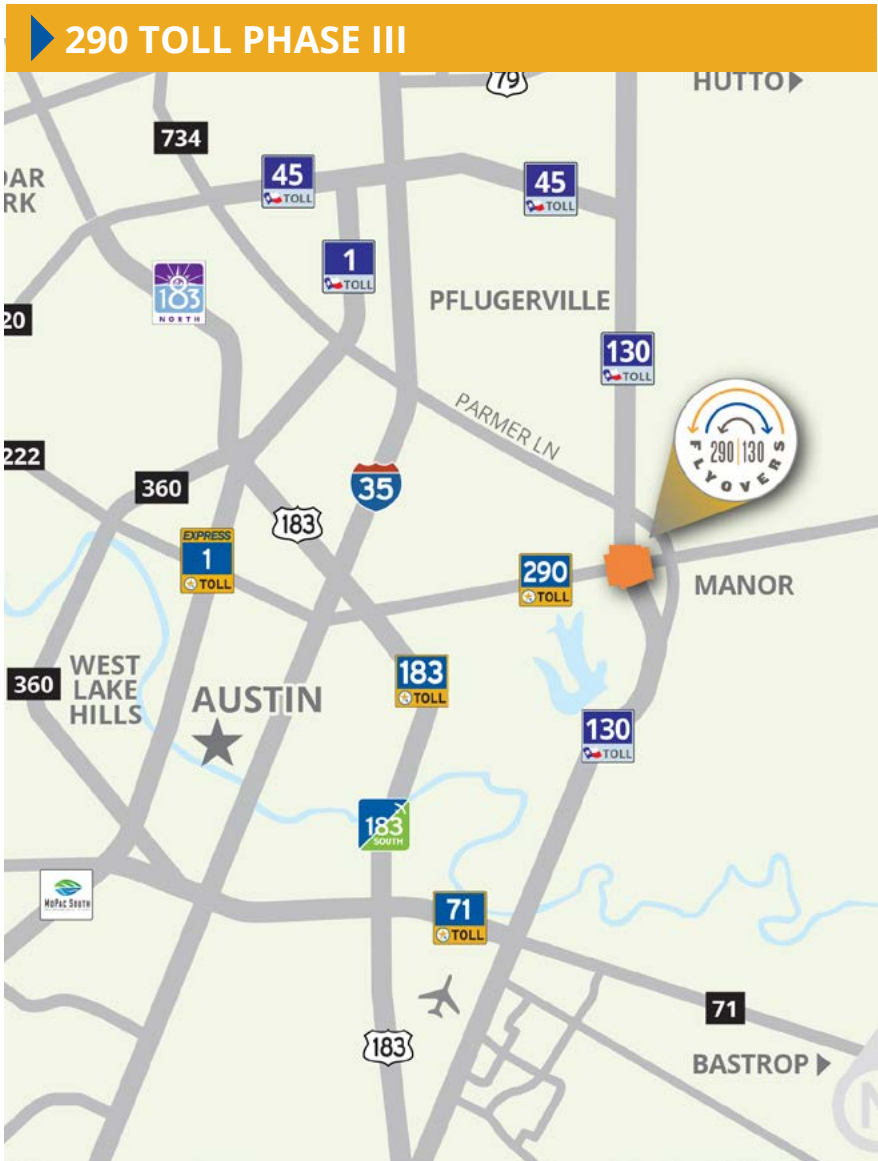 290 TOLL PHASE III
79
HUTTO
734
DAR
RK
45
TOLL
45
TOLL
1
TOLL
183
NORTH
20
PFLUGERVILLE
130
TOLL
PARMER LN
290 130
FLYOVERS
222
360
35
183
EXPRESS
1
TOLL
290
TOLL
MANOR
WEST
LAKE
HILLS
360
AUSTIN
183
TOLL
130
TOLL
183
SOUTH
MoPac South
71
TOLL
71
183
BASTROP
N